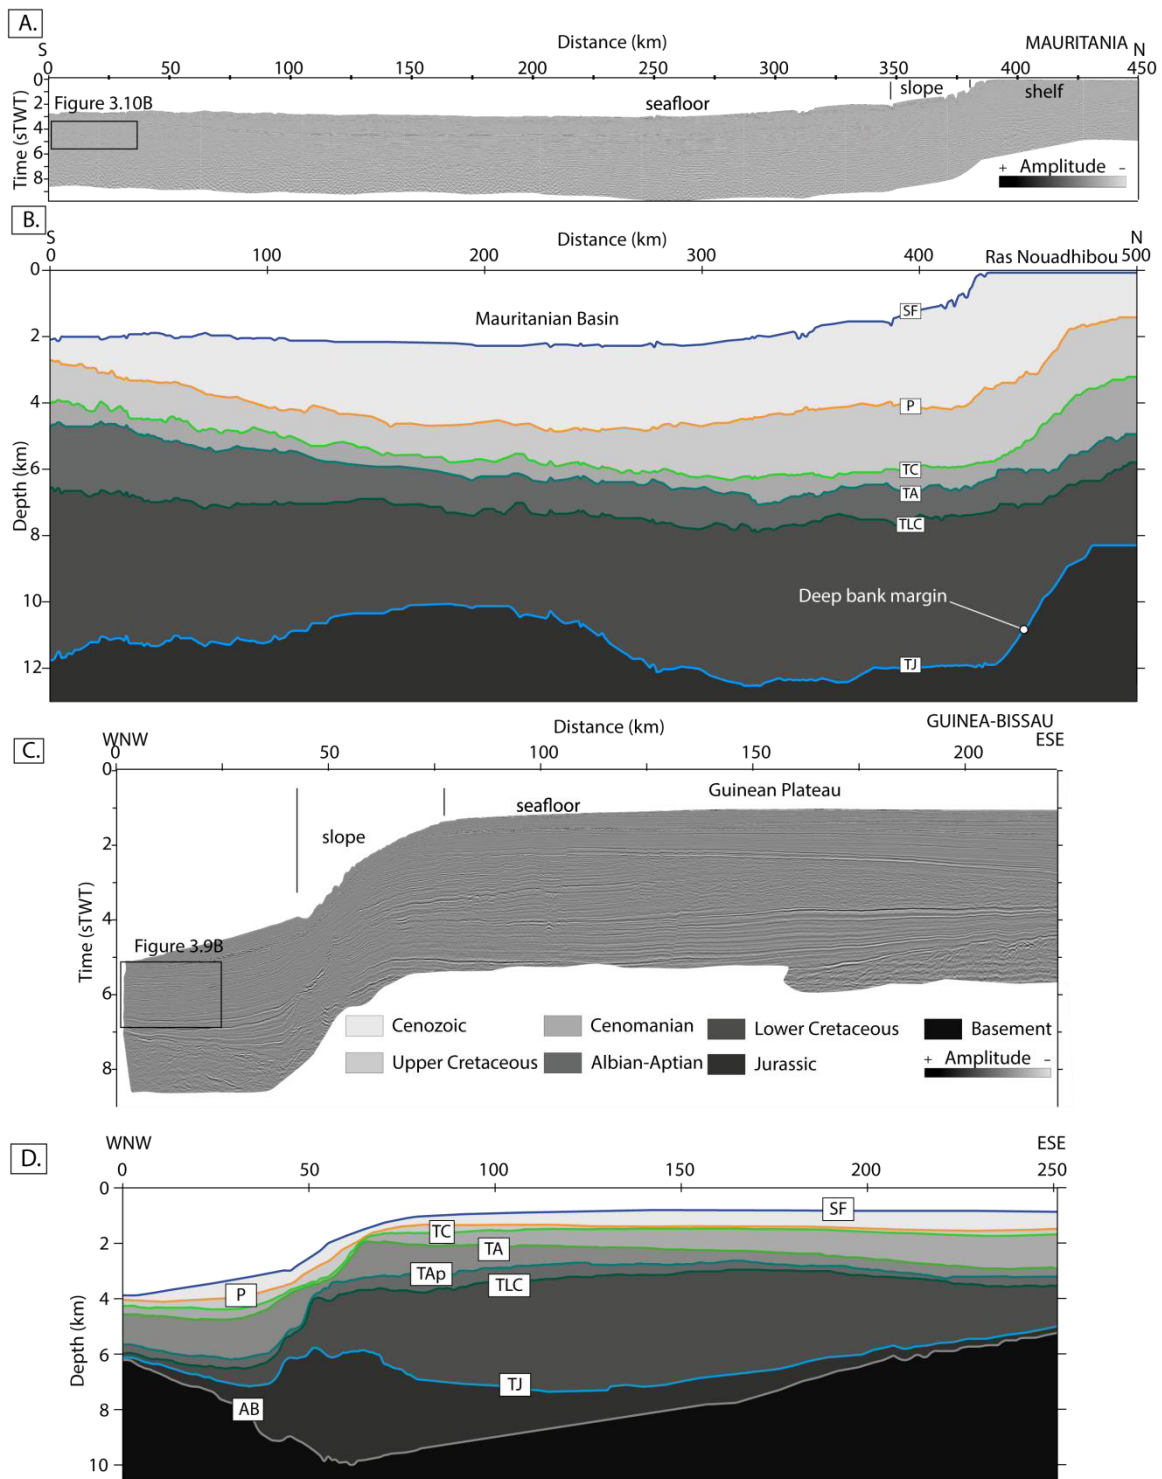 A.
Distance (km)
S
MAURITANIA
N
0 50 100 150 200 250 300 350 400 450
0
2
4
6
8
Time (sTWT)
Figure 3.10B
seafloor
slope
shelf
+ Amplitude -
B.
S
Distance (km)
N
0 100 200 300 400 500
Ras Nouadhibou
0
2
4
6
8
10
12
Depth (km)
Mauritanian Basin
SF
P
TC
TA
TLC
Deep bank margin
TJ
C.
WNW
Distance (km)
GUINEA-BISSAU
ESE
0 50 100 150 200
0
2
4
6
8
Time (sTWT)
Guinean Plateau
seafloor
slope
Figure 3.9B
Cenozoic
Cenomanian
Lower Cretaceous
Basement
Upper Cretaceous
Albian-Aptian
Jurassic
+ Amplitude -
D.
WNW
ESE
0 50 100 150 200 250
0
2
4
6
8
10
Depth (km)
SF
TC
TA
TAp
TLC
P
TJ
AB